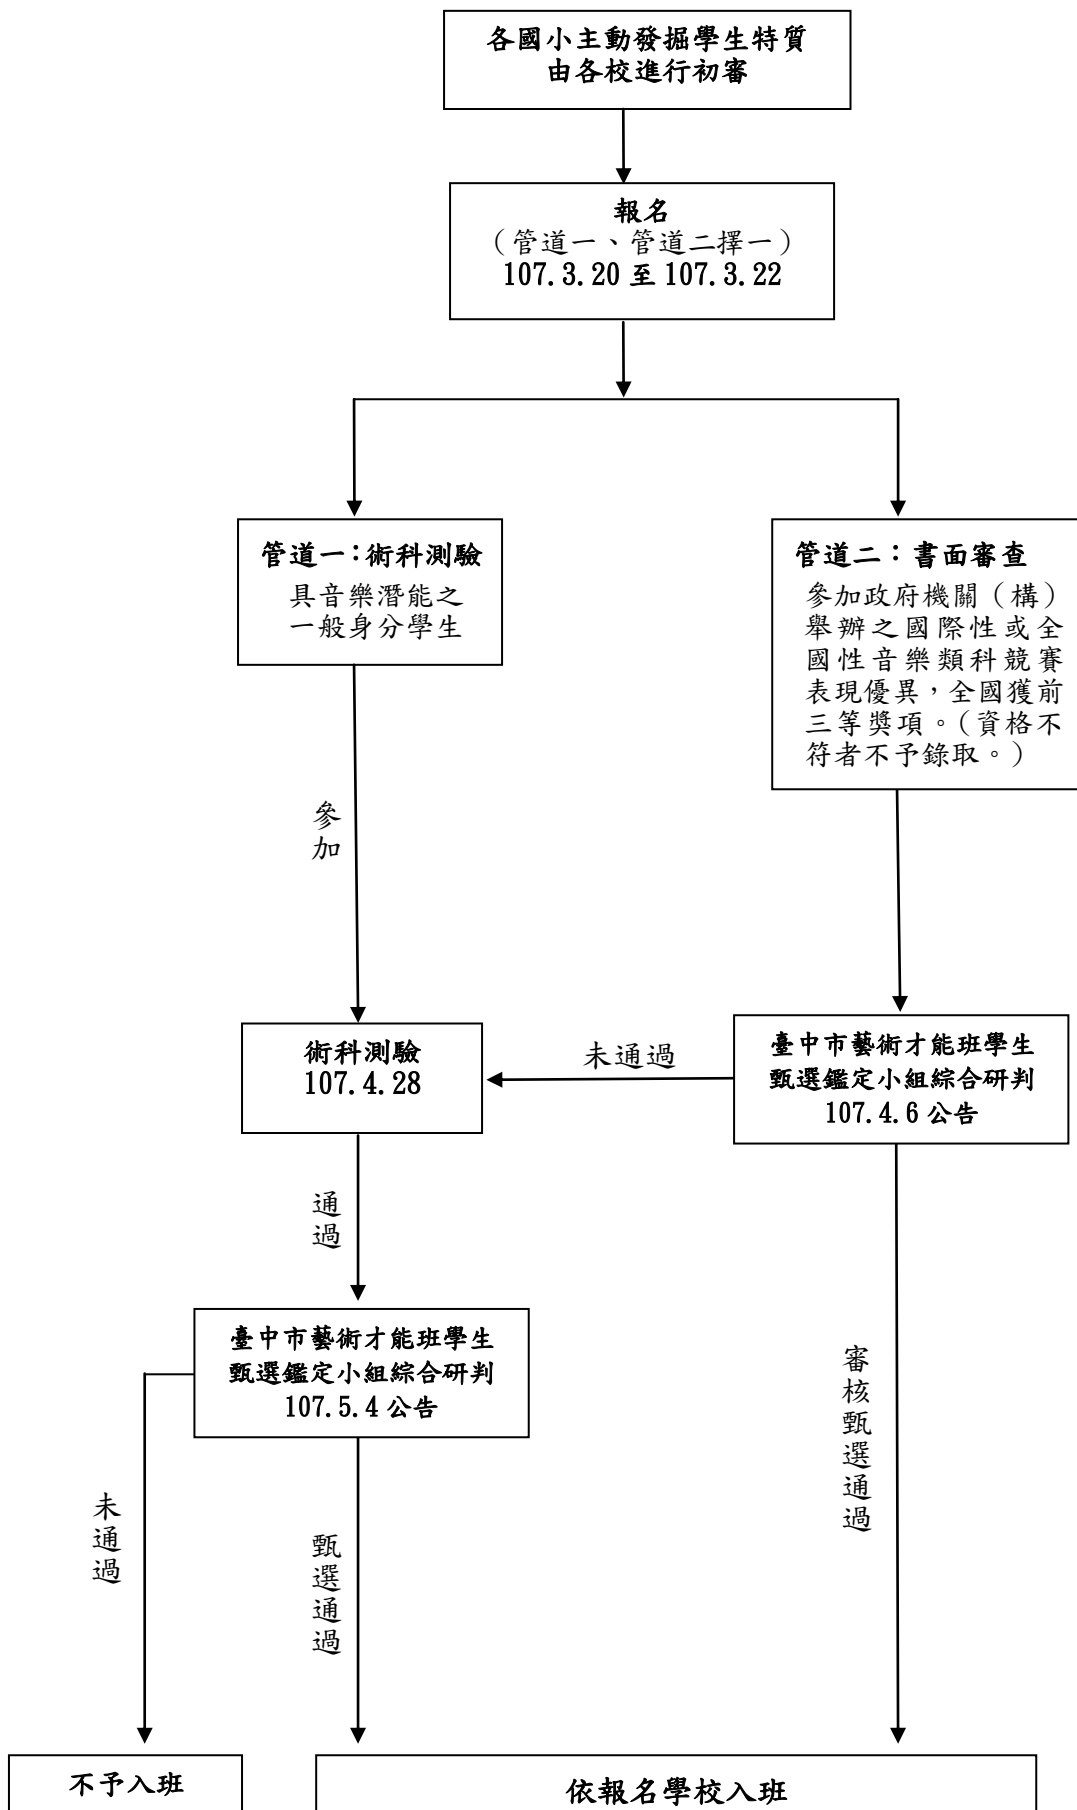 各國小主動發掘學生特質
由各校進行初審
報名
（管道一、管道二擇一）
107.3.20 至 107.3.22
管道一：術科測驗
具音樂潛能之
一般身分學生
管道二：書面審查
參加政府機關（構）
舉辦之國際性或全
國性音樂類科競賽
表現優異，全國獲前
三等獎項。（資格不
符者不予錄取。）
參加
術科測驗
107.4.28
未通過
臺中市藝術才能班學生
甄選鑑定小組綜合研判
107.4.6 公告
通過
臺中市藝術才能班學生
甄選鑑定小組綜合研判
107.5.4 公告
審核甄選通過
未通過
甄選通過
不予入班
依報名學校入班